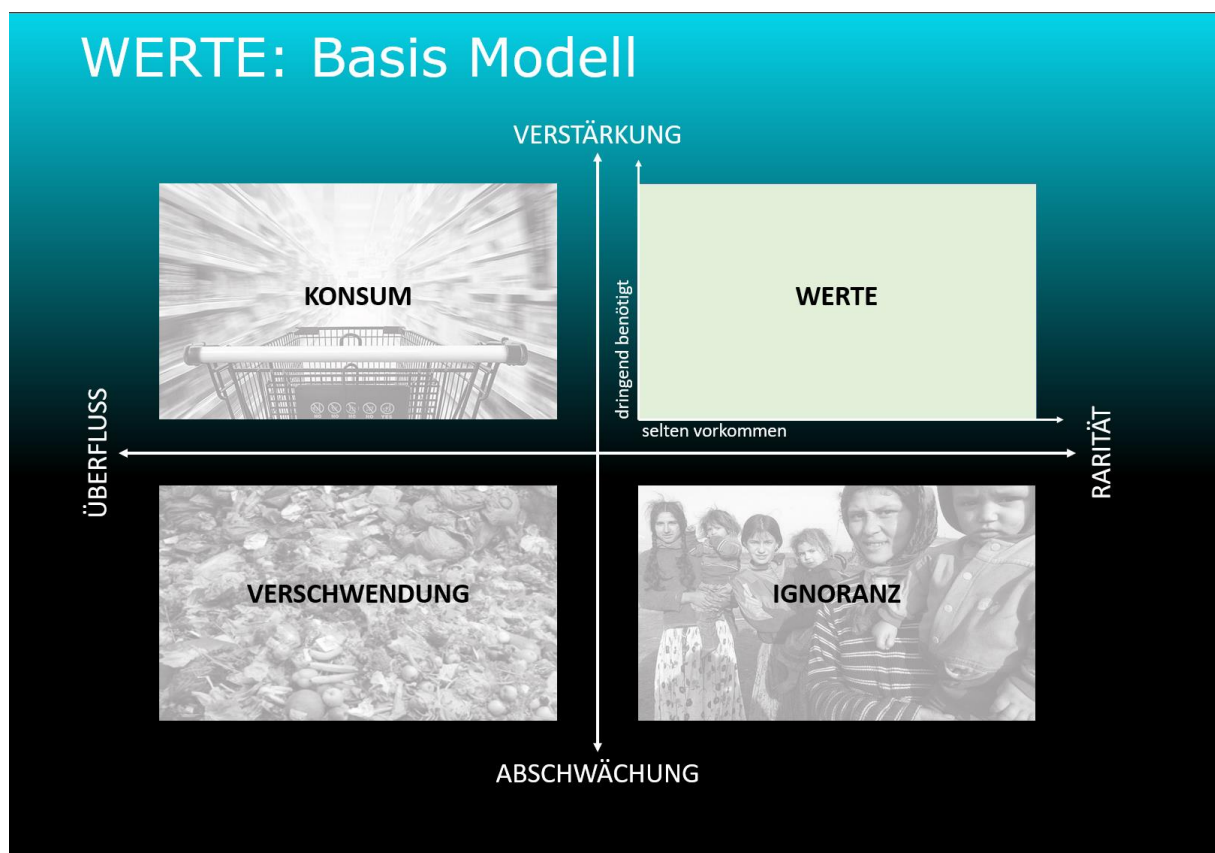 WERTE: Basis Modell
VERSTÄRKUNG
KONSUM
dringend benötigt
WERTE
selten vorkommen
ÜBERFLUSS
RARITÄT
VERSCHWENDUNG
IGNORANZ
ABSCHWÄCHUNG